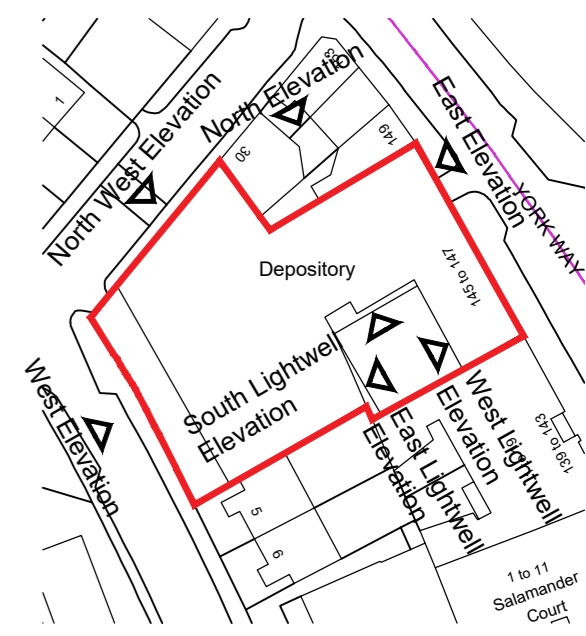 1
North West Elevation
North Elevation
30
149
East Elevation
YORK WAY
Depository
145 to 147
West Elevation
South Lightwell
Elevation
East Lightwell
Elevation
West Lightwell
Elevation
139 to 143
5
6
1 to 11
Salamander
Court